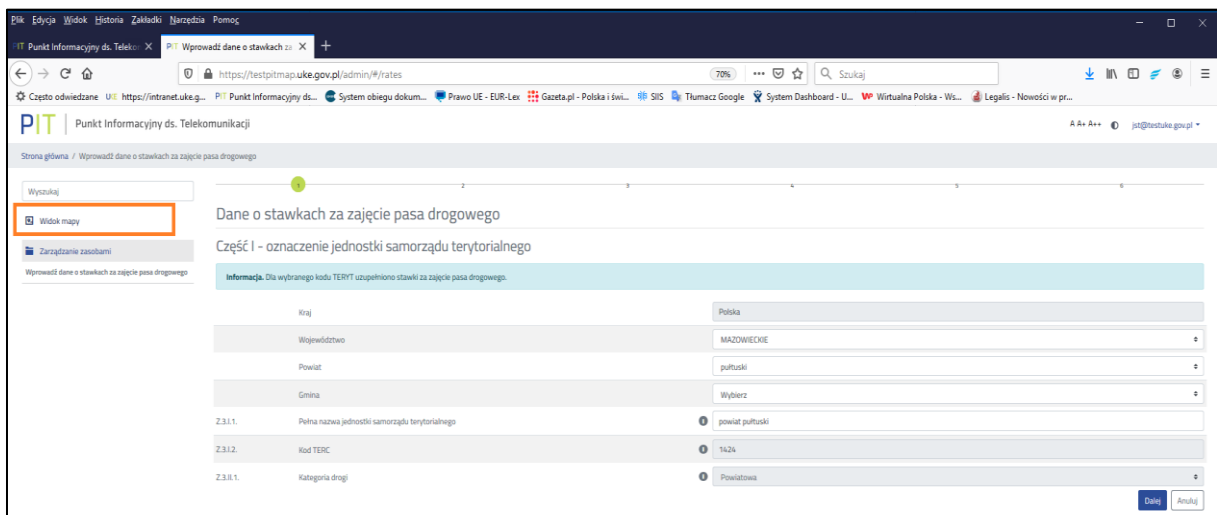 Plik Edycja Widok Historia Zakładki Narzędzia Pomoc
PIT Punkt Informacyjny ds. Teleko
PIT Wprowadź dane o stawkach za
https://testpitmap.uke.gov.pl/admin/#/rates
70%
Szukaj
Często odwiedzane
https://intranet.uke.g...
PIT Punkt Informacyjny ds...
System obiegu dokum...
Prawo UE - EUR-Lex
Gazeta.pl - Polska i świ...
SIIS
Tłumacz Google
System Dashboard - U...
WP Wirtualna Polska - Ws...
Legalis - Nowości w pr...
PIT Punkt Informacyjny ds. Telekomunikacji
A A+ A++
jst@testuke.gov.pl
Strona główna / Wprowadź dane o stawkach za zajęcie pasa drogowego
Wyszukaj
Widok mapy
Zarządzanie zasobami
Wprowadź dane o stawkach za zajęcie pasa drogowego
1 2 3 4 5 6
Dane o stawkach za zajęcie pasa drogowego
Część I - oznaczenie jednostki samorządu terytorialnego
Informacja. Dla wybranego kodu TERYT uzupełniono stawki za zajęcie pasa drogowego.
Kraj Polska
Województwo MAZOWIECKIE
Powiat pułtuski
Gmina Wybierz
Z.3.I.1. Pełna nazwa jednostki samorządu terytorialnego powiat pułtuski
Z.3.I.2. Kod TERC 1424
Z.3.II.1. Kategoria drogi Powiatowa
Dalej Anuluj